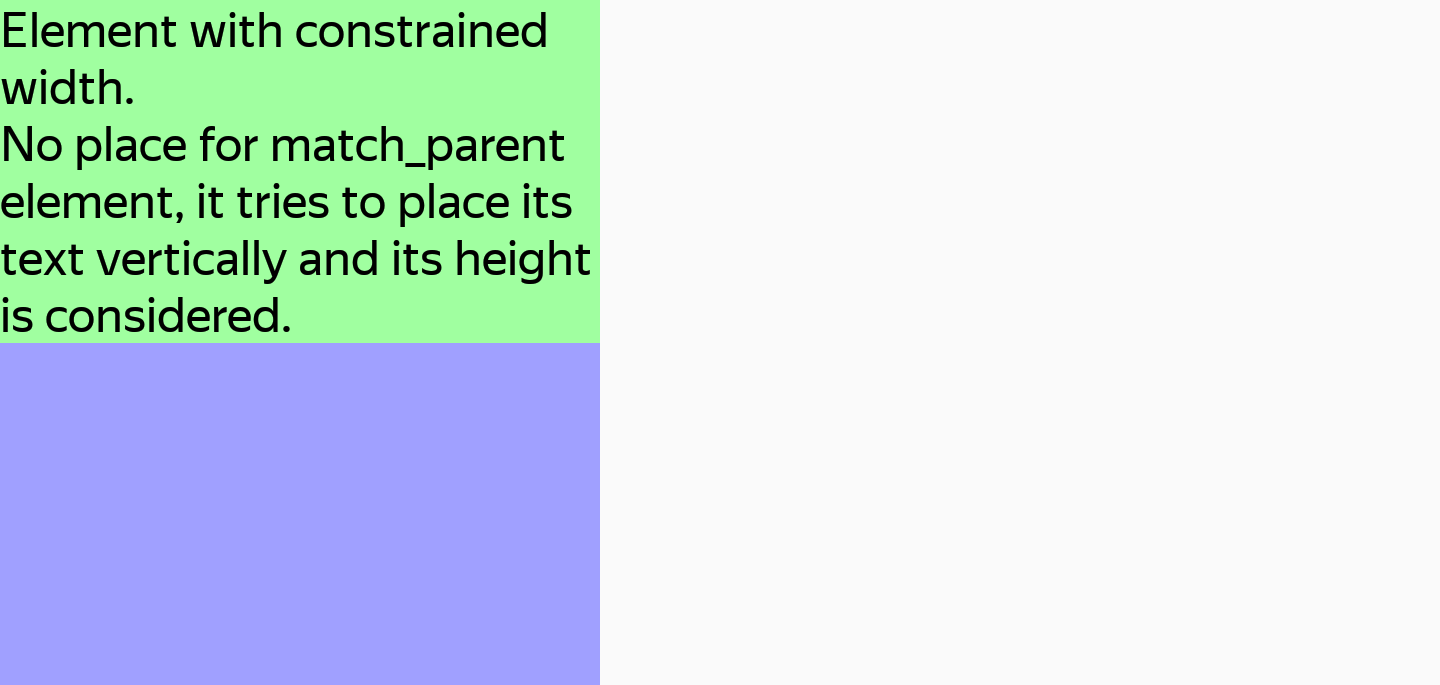 Element with constrained
width.
No place for match_parent
element, it tries to place its
text vertically and its height
is considered.